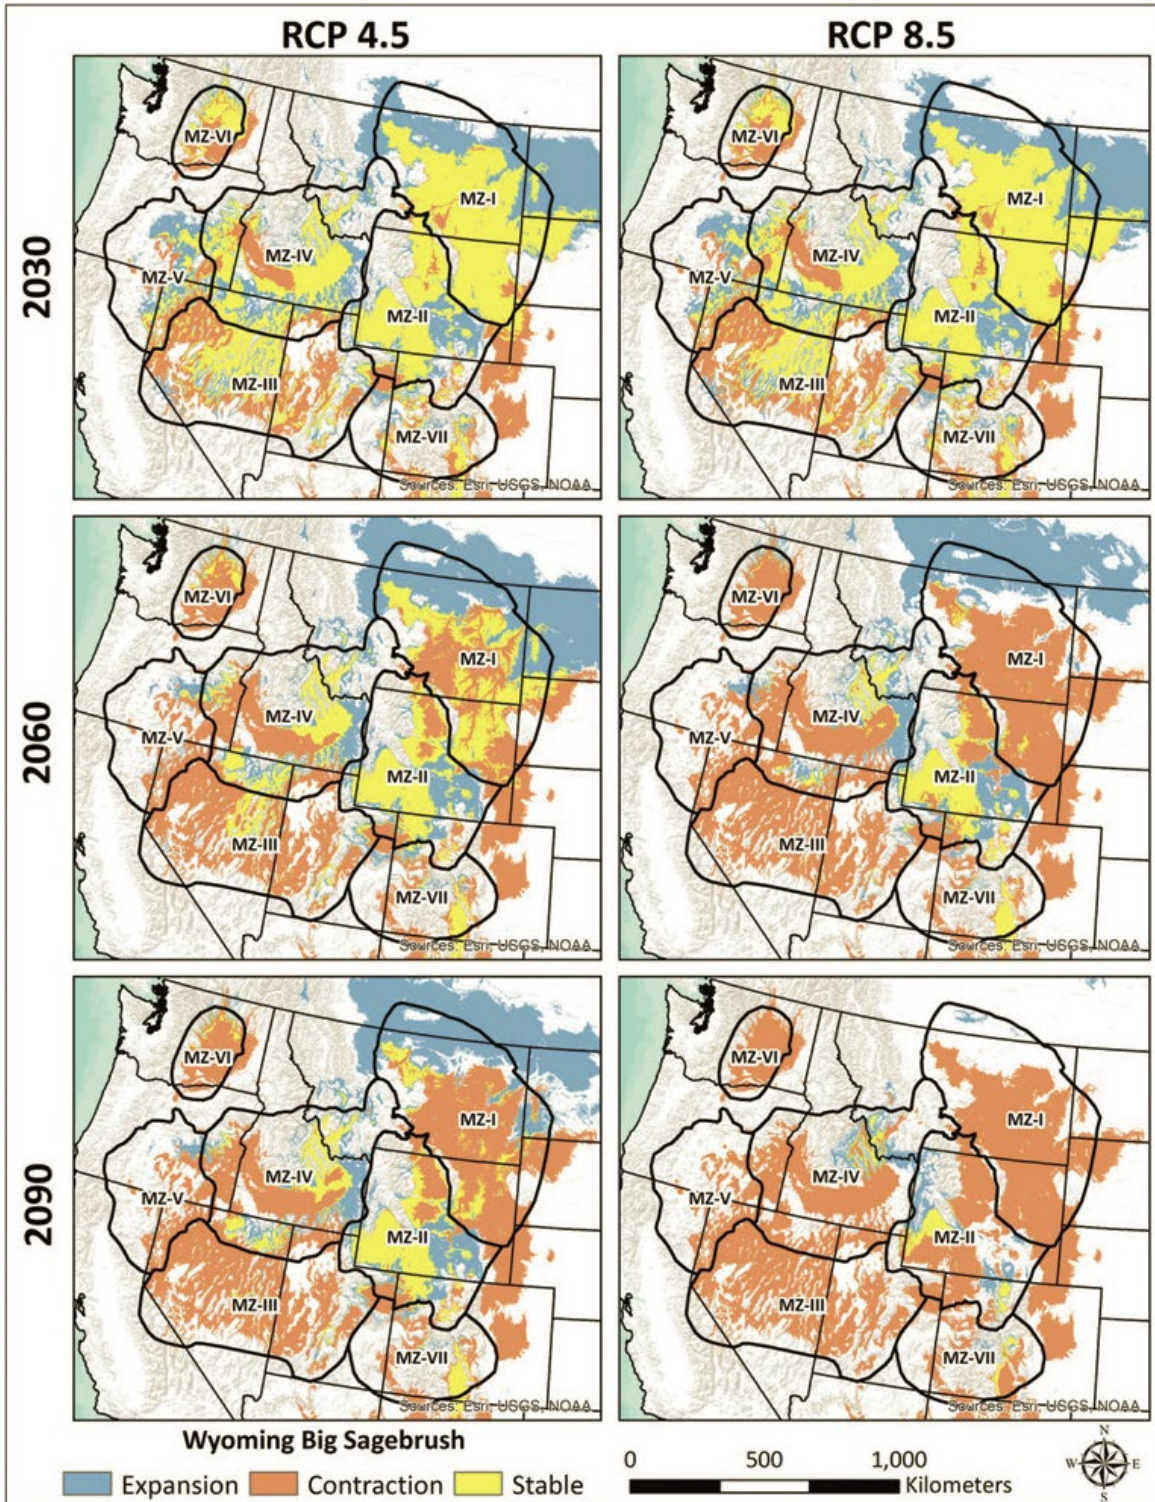 RCP 4.5 RCP 8.5
2030
MZ-VI
MZ-I
MZ-IV
MZ-V
MZ-II
MZ-III
MZ-VII
Sources: Esri, USGS, NOAA
MZ-VI
MZ-I
MZ-IV
MZ-V
MZ-II
MZ-III
MZ-VII
Sources: Esri, USGS, NOAA
2060
MZ-VI
MZ-I
MZ-IV
MZ-V
MZ-II
MZ-III
MZ-VII
Sources: Esri, USGS, NOAA
MZ-VI
MZ-I
MZ-IV
MZ-V
MZ-II
MZ-III
MZ-VII
Sources: Esri, USGS, NOAA
2090
MZ-VI
MZ-I
MZ-IV
MZ-V
MZ-II
MZ-III
MZ-VII
Sources: Esri, USGS, NOAA
MZ-VI
MZ-I
MZ-IV
MZ-V
MZ-II
MZ-III
MZ-VII
Sources: Esri, USGS, NOAA
Wyoming Big Sagebrush
Expansion Contraction Stable
0 500 1,000
Kilometers
N
W E
S